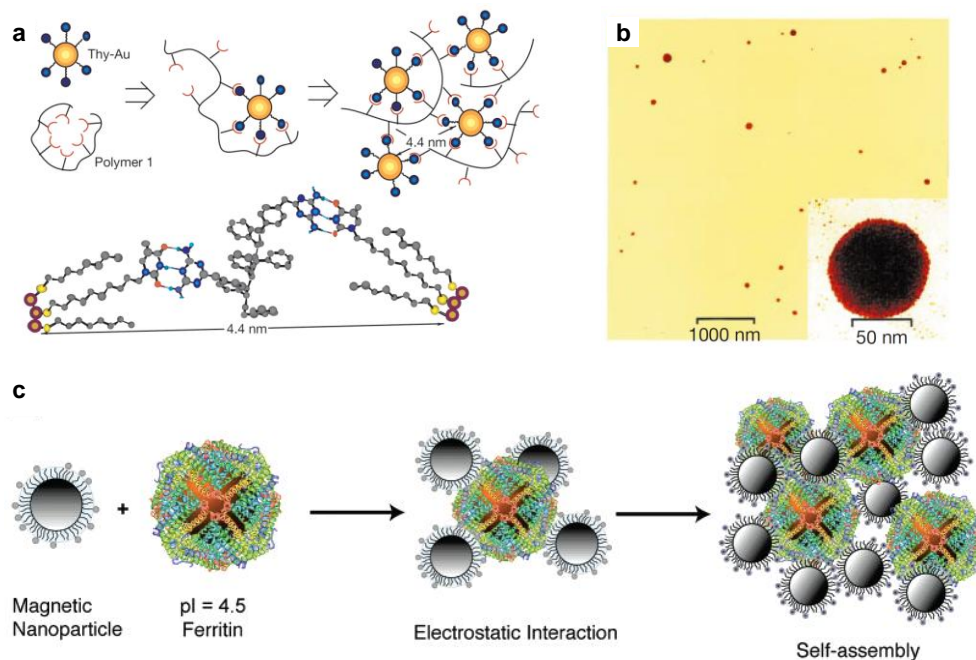 a
Thy-Au
Polymer 1
4.4 nm
4.4 nm
b
1000 nm
50 nm
c
Magnetic
Nanoparticle
+
pI = 4.5
Ferritin
Electrostatic Interaction
Self-assembly